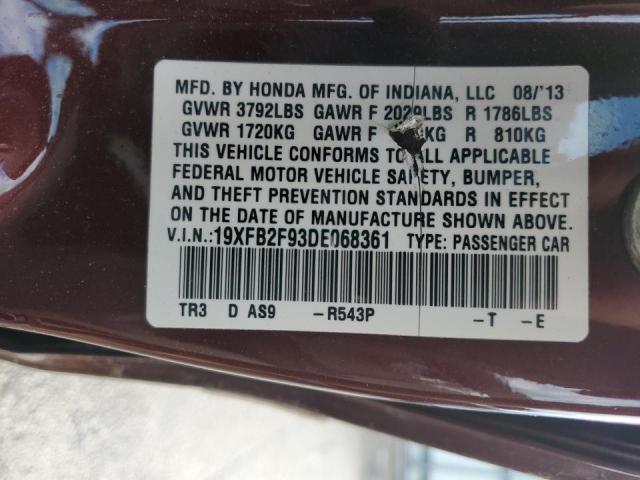 MFD. BY HONDA MFG. OF INDIANA, LLC 08/'13
GVWR 3792LBS GAWR F 2029LBS R 1786LBS
GVWR 1720KG GAWR F KG R 810KG
THIS VEHICLE CONFORMS TO ALL APPLICABLE
FEDERAL MOTOR VEHICLE SAFETY, BUMPER,
AND THEFT PREVENTION STANDARDS IN EFFECT
ON THE DATE OF MANUFACTURE SHOWN ABOVE.
V.I.N.:19XFB2F93DE068361 TYPE: PASSENGER CAR
TR3 D AS9 –R543P –T –E